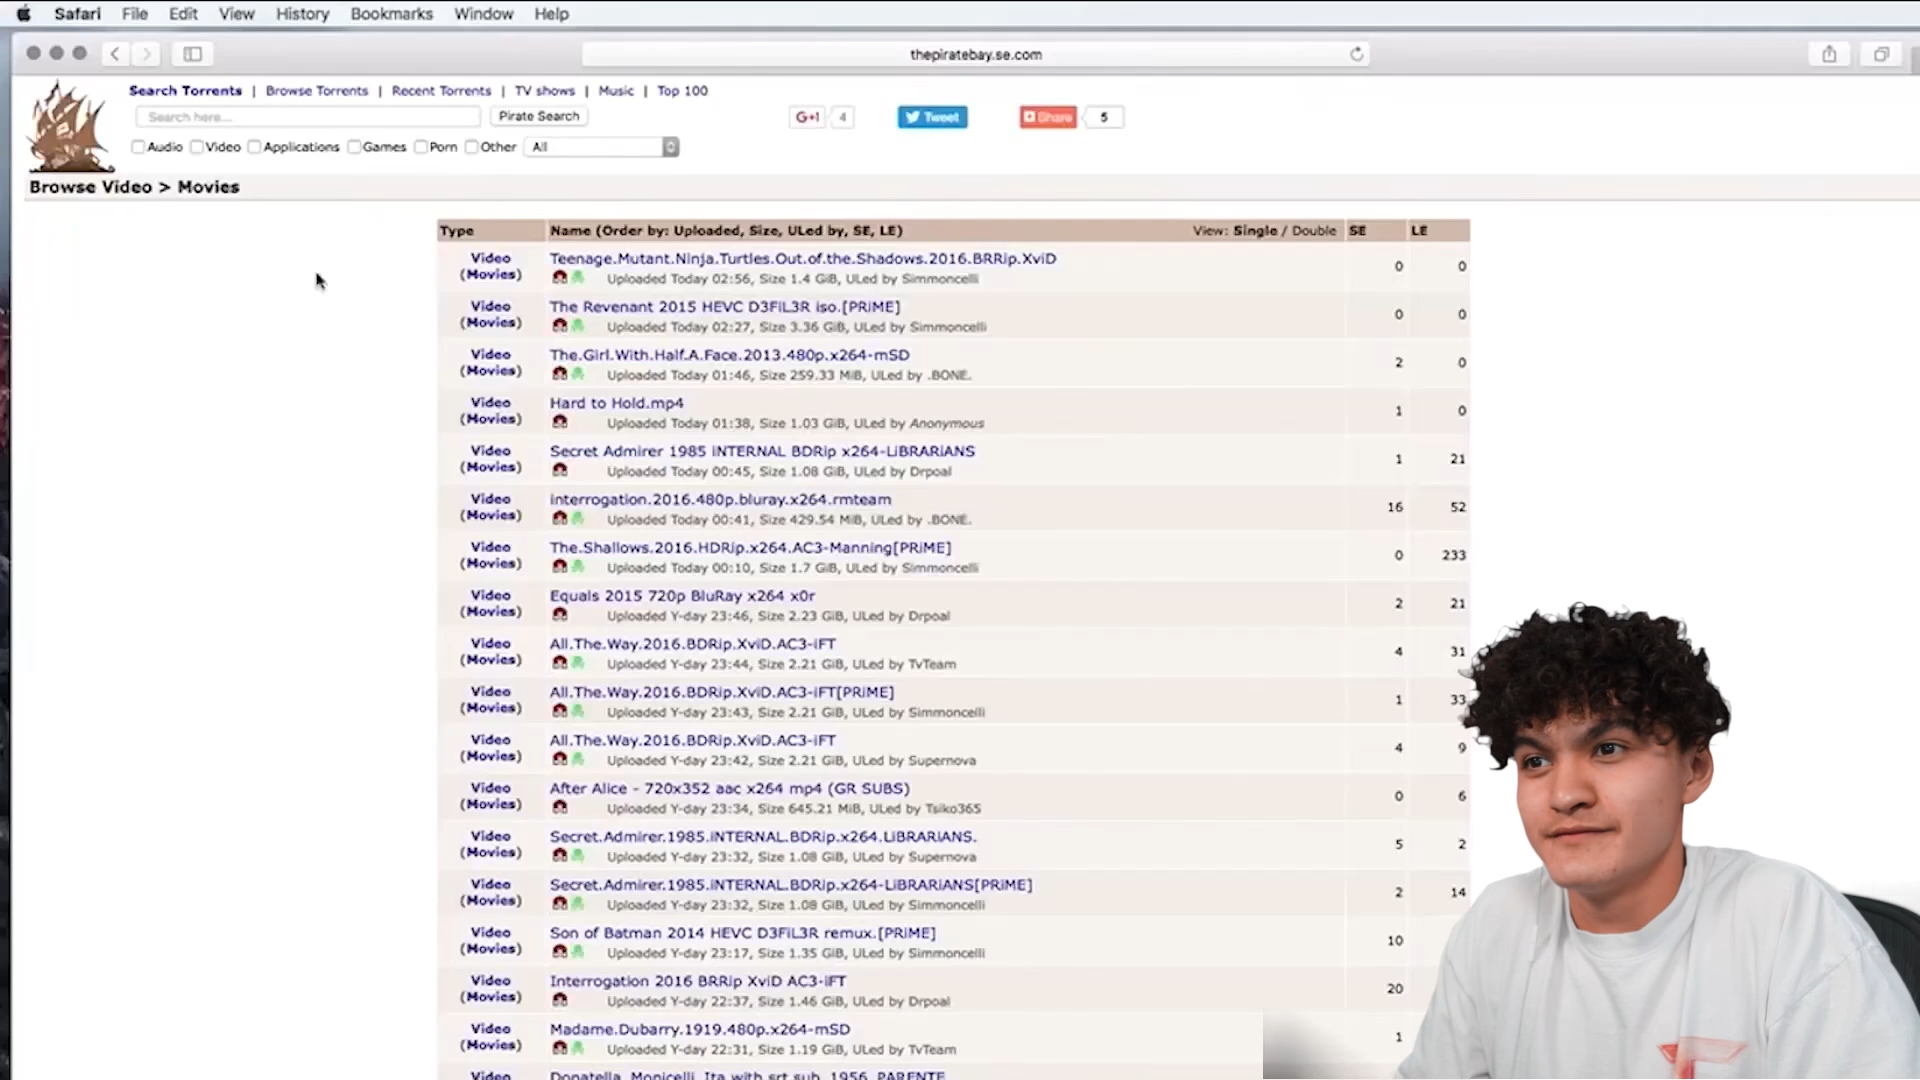 Safari File Edit View History Bookmarks Window Help
thepiratebay.se.com
Search Torrents | Browse Torrents | Recent Torrents | TV shows | Music | Top 100
Search here... Pirate Search G+1 4 Tweet Share 5
Audio Video Applications Games Porn Other All
Browse Video > Movies
Type Name (Order by: Uploaded, Size, ULed by, SE, LE) View: Single / Double SE LE
Video Teenage.Mutant.Ninja.Turtles.Out.of.the.Shadows.2016.BRRip.XviD 0 0
(Movies) Uploaded Today 02:56, Size 1.4 GiB, ULed by Simmoncelli
Video The Revenant 2015 HEVC D3FiL3R iso.[PRiME] 0 0
(Movies) Uploaded Today 02:27, Size 3.36 GiB, ULed by Simmoncelli
Video The.Girl.With.Half.A.Face.2013.480p.x264-mSD 2 0
(Movies) Uploaded Today 01:46, Size 259.33 MiB, ULed by .BONE.
Video Hard to Hold.mp4 1 0
(Movies) Uploaded Today 01:38, Size 1.03 GiB, ULed by Anonymous
Video Secret Admirer 1985 iNTERNAL BDRip x264-LiBRARiANS 1 21
(Movies) Uploaded Today 00:45, Size 1.08 GiB, ULed by Drpoal
Video interrogation.2016.480p.bluray.x264.rmteam 16 52
(Movies) Uploaded Today 00:41, Size 429.54 MiB, ULed by .BONE.
Video The.Shallows.2016.HDRip.x264.AC3-Manning[PRiME] 0 233
(Movies) Uploaded Today 00:10, Size 1.7 GiB, ULed by Simmoncelli
Video Equals 2015 720p BluRay x264 x0r 2 21
(Movies) Uploaded Y-day 23:46, Size 2.23 GiB, ULed by Drpoal
Video All.The.Way.2016.BDRip.XviD.AC3-iFT 4 31
(Movies) Uploaded Y-day 23:44, Size 2.21 GiB, ULed by TvTeam
Video All.The.Way.2016.BDRip.XviD.AC3-iFT[PRiME] 1 33
(Movies) Uploaded Y-day 23:43, Size 2.21 GiB, ULed by Simmoncelli
Video All.The.Way.2016.BDRip.XviD.AC3-iFT 4 9
(Movies) Uploaded Y-day 23:42, Size 2.21 GiB, ULed by Supernova
Video After Alice - 720x352 aac x264 mp4 (GR SUBS) 0 6
(Movies) Uploaded Y-day 23:34, Size 645.21 MiB, ULed by Tsiko365
Video Secret.Admirer.1985.iNTERNAL.BDRip.x264.LiBRARiANS. 5 2
(Movies) Uploaded Y-day 23:32, Size 1.08 GiB, ULed by Supernova
Video Secret.Admirer.1985.iNTERNAL.BDRip.x264-LiBRARiANS[PRiME] 2 14
(Movies) Uploaded Y-day 23:32, Size 1.08 GiB, ULed by Simmoncelli
Video Son of Batman 2014 HEVC D3FiL3R remux.[PRiME] 10
(Movies) Uploaded Y-day 23:17, Size 1.35 GiB, ULed by Simmoncelli
Video Interrogation 2016 BRRip XviD AC3-iFT 20
(Movies) Uploaded Y-day 22:37, Size 1.46 GiB, ULed by Drpoal
Video Madame.Dubarry.1919.480p.x264-mSD 1
(Movies) Uploaded Y-day 22:31, Size 1.19 GiB, ULed by TvTeam
Video Donatella, Monicelli, Ita with srt sub, 1956, PARENTE